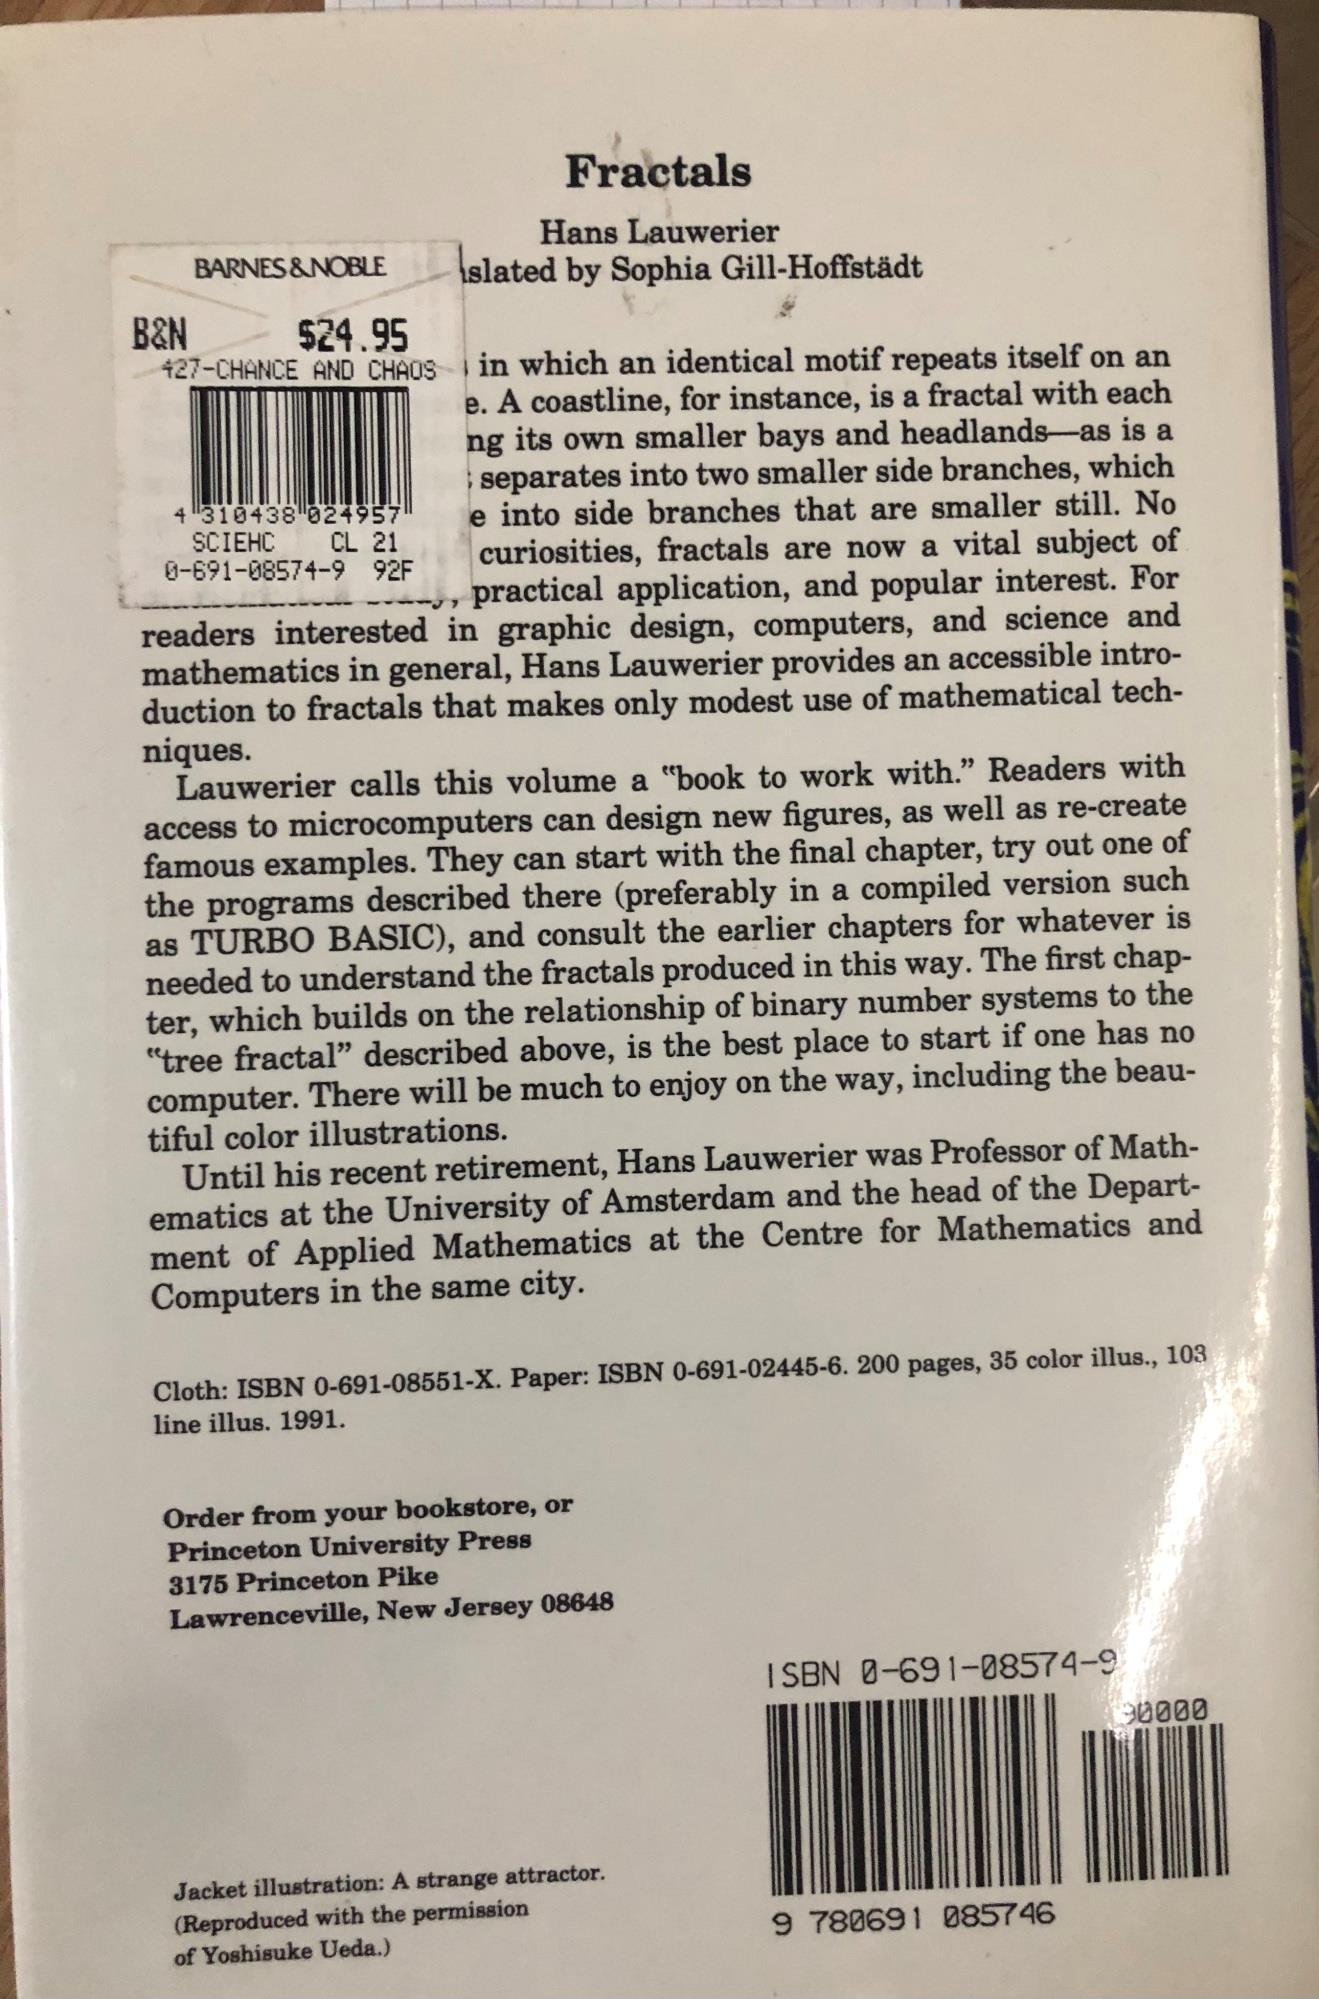 Fractals
Hans Lauwerier
slated by Sophia Gill-Hoffstädt
BARNES&NOBLE
B&N $24.95
427-CHANCE AND CHAOS
4 310438 024957
SCIEHC CL 21
0-691-08574-9 92F
in which an identical motif repeats itself on an
e. A coastline, for instance, is a fractal with each
ng its own smaller bays and headlands—as is a
separates into two smaller side branches, which
e into side branches that are smaller still. No
curiosities, fractals are now a vital subject of
practical application, and popular interest. For
readers interested in graphic design, computers, and science and
mathematics in general, Hans Lauwerier provides an accessible intro-
duction to fractals that makes only modest use of mathematical tech-
niques.
Lauwerier calls this volume a “book to work with.” Readers with
access to microcomputers can design new figures, as well as re-create
famous examples. They can start with the final chapter, try out one of
the programs described there (preferably in a compiled version such
as TURBO BASIC), and consult the earlier chapters for whatever is
needed to understand the fractals produced in this way. The first chap-
ter, which builds on the relationship of binary number systems to the
“tree fractal” described above, is the best place to start if one has no
computer. There will be much to enjoy on the way, including the beau-
tiful color illustrations.
Until his recent retirement, Hans Lauwerier was Professor of Math-
ematics at the University of Amsterdam and the head of the Depart-
ment of Applied Mathematics at the Centre for Mathematics and
Computers in the same city.
Cloth: ISBN 0-691-08551-X. Paper: ISBN 0-691-02445-6. 200 pages, 35 color illus., 103
line illus. 1991.
Order from your bookstore, or
Princeton University Press
3175 Princeton Pike
Lawrenceville, New Jersey 08648
ISBN 0-691-08574-9
90000
9 780691 085746
Jacket illustration: A strange attractor.
(Reproduced with the permission
of Yoshisuke Ueda.)